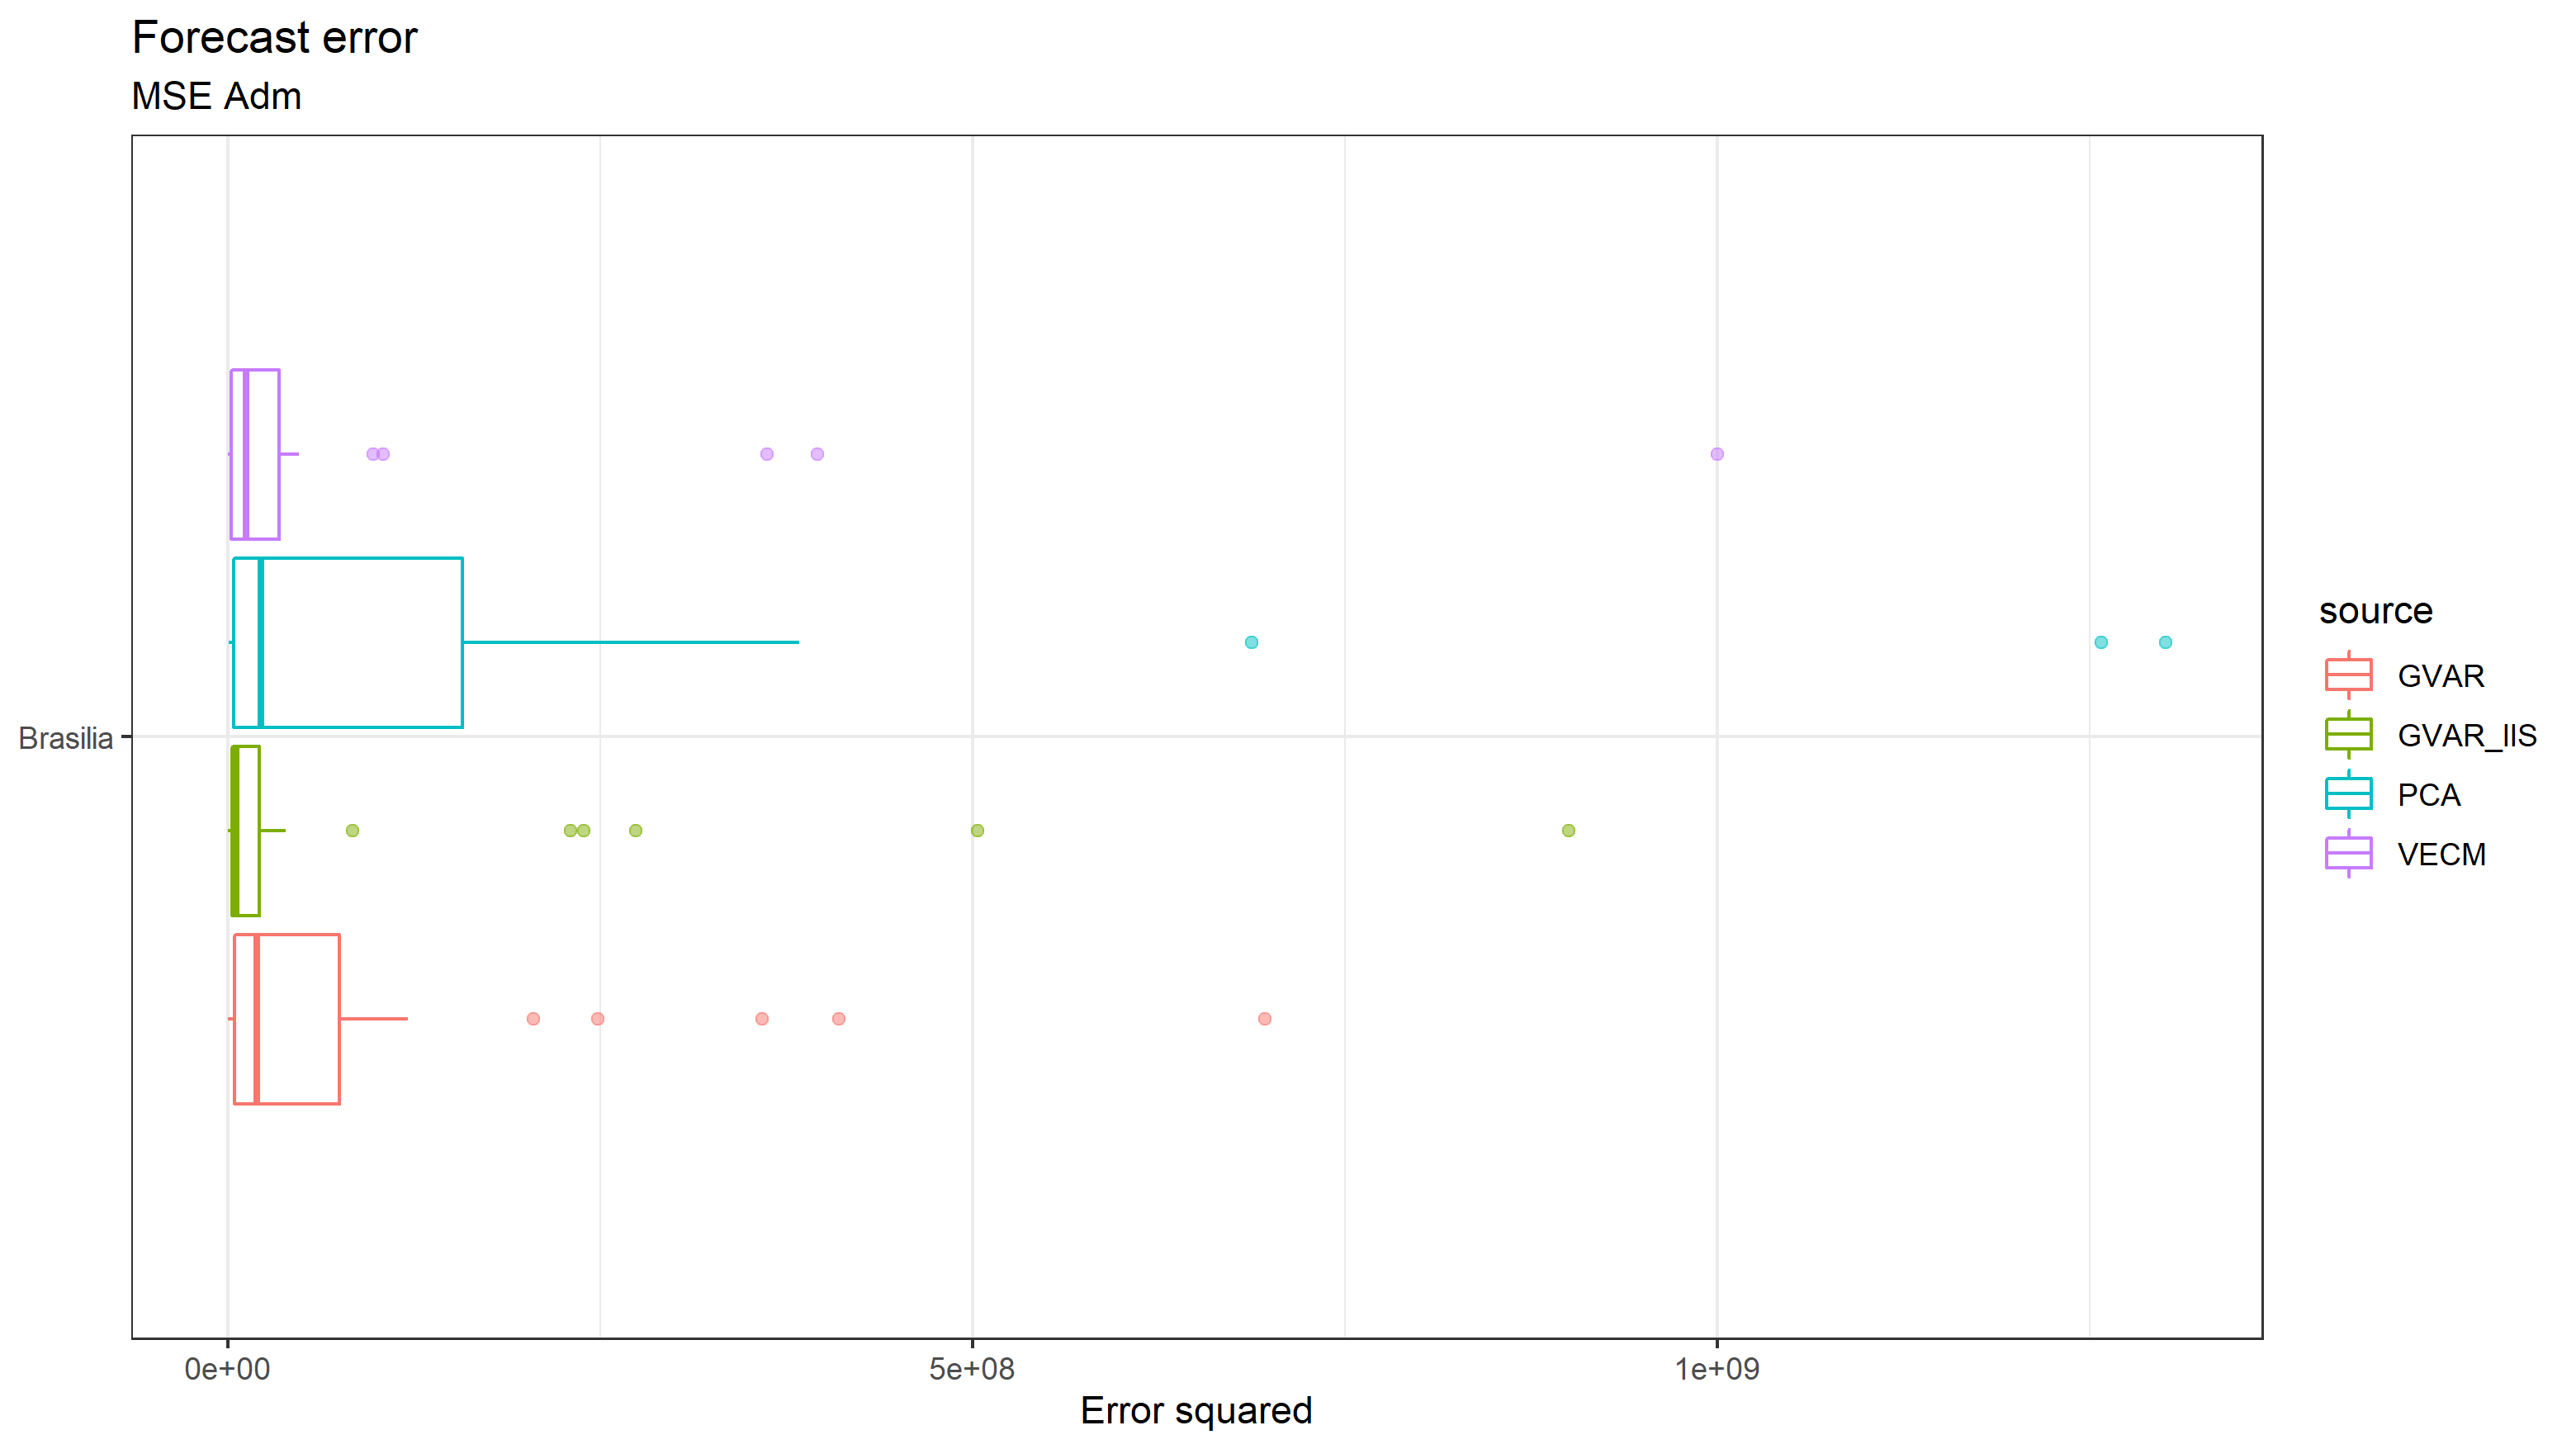 Forecast error
MSE Adm
Brasilia
0e+00
5e+08
1e+09
Error squared
source
GVAR
GVAR_IIS
PCA
VECM